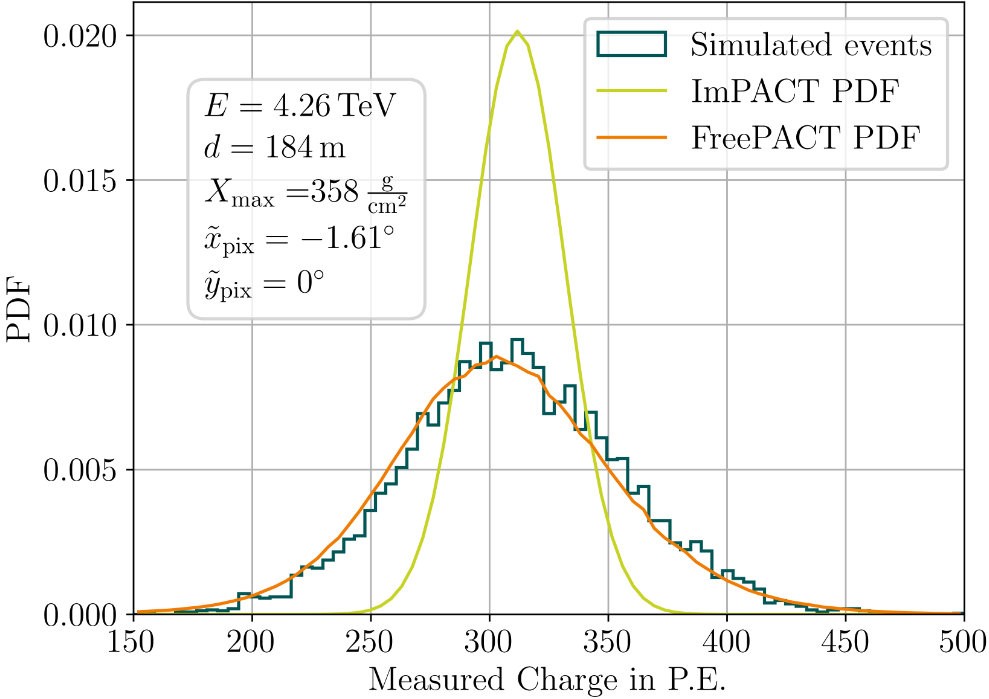 0.020
0.015
0.010
0.005
0.000
PDF
E = 4.26 TeV
d = 184 m
X_max =358 g/cm²
x̃_pix = −1.61°
ỹ_pix = 0°
Simulated events
ImPACT PDF
FreePACT PDF
150 200 250 300 350 400 450 500
Measured Charge in P.E.